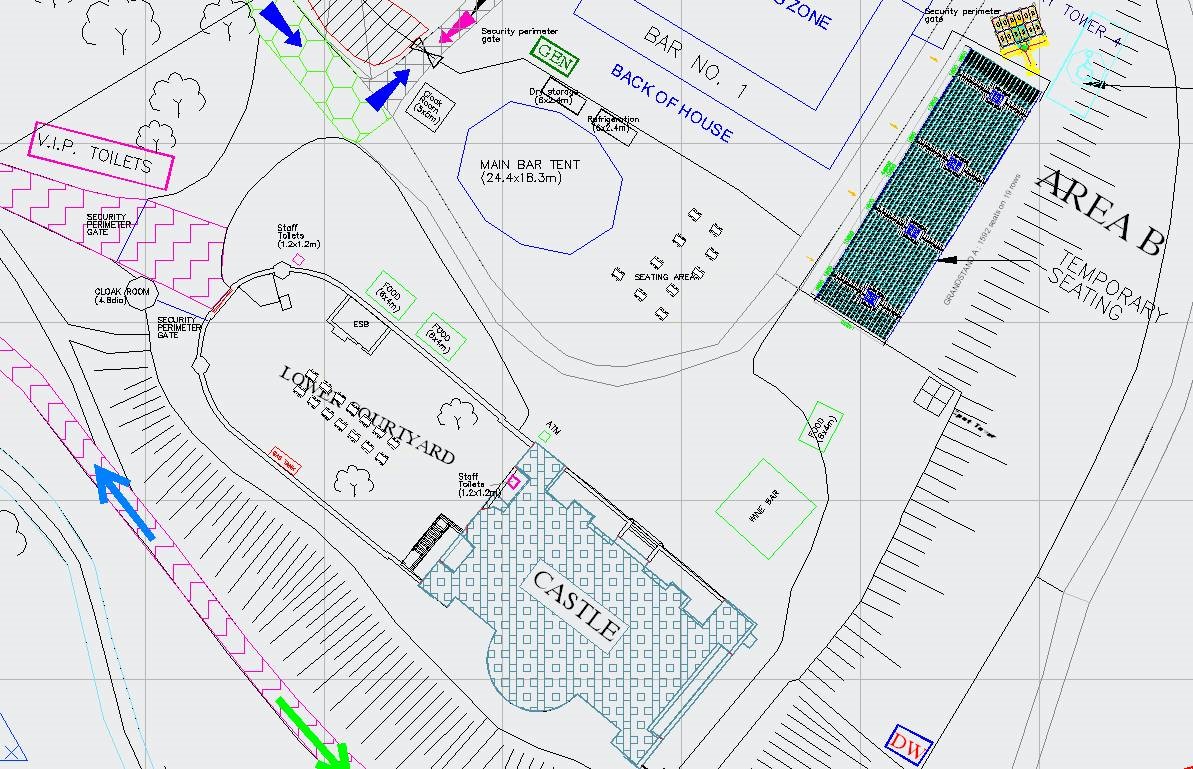 Security perimeter
gate
GEN
S ZONE
BAR NO. 1
BACK OF HOUSE
Security perimeter
gate
Y TOWER 4
Dry storage
(6x2.4m)
Refrigeration
(6x2.4m)
V.I.P. TOILETS
MAIN BAR TENT
(24.4x18.3m)
AREA B
SECURITY
PERIMETER
GATE
Staff
Toilets
(1.2x1.2m)
SEATING AREA
GRANDSTAND A : 1592 seats on 19 rows
TEMPORARY
SEATING
CLOAK ROOM
(4.8dia)
SECURITY
PERIMETER
GATE
FOOD
(6x4m)
FOOD
(6x4m)
ESB
LOWER COURTYARD
ATM
FOOD
(6x4m)
Staff
Toilets
(1.2x1.2m)
WINE BAR
CASTLE
DW